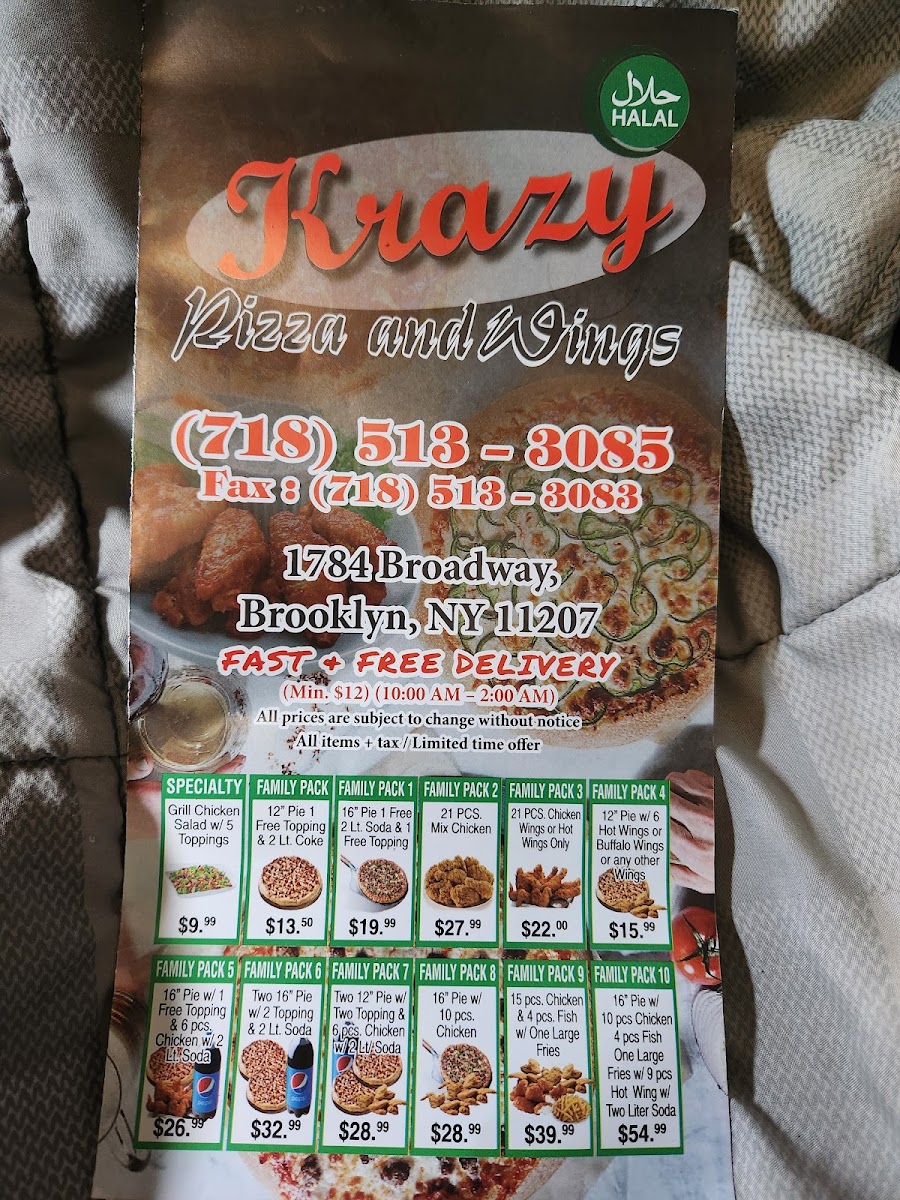 حلال
HALAL
Krazy
Pizza and Wings
(718) 513 - 3085
Fax : (718) 513 - 3083
1784 Broadway,
Brooklyn, NY 11207
FAST & FREE DELIVERY
(Min. $12) (10:00 AM – 2:00 AM)
All prices are subject to change without notice
All items + tax / Limited time offer
SPECIALTY
Grill Chicken
Salad w/ 5
Toppings
$9.99
FAMILY PACK
12" Pie 1
Free Topping
& 2 Lt. Coke
$13.50
FAMILY PACK 1
16" Pie 1 Free
2 Lt. Soda & 1
Free Topping
$19.99
FAMILY PACK 2
21 PCS.
Mix Chicken
$27.99
FAMILY PACK 3
21 PCS. Chicken
Wings or Hot
Wings Only
$22.00
FAMILY PACK 4
12" Pie w/ 6
Hot Wings or
Buffalo Wings
or any other
Wings
$15.99
FAMILY PACK 5
16" Pie w/ 1
Free Topping
& 6 pcs.
Chicken w/ 2
Lt. Soda
pepsi
$26.99
FAMILY PACK 6
Two 16" Pie
w/ 2 Topping
& 2 Lt. Soda
pepsi
$32.99
FAMILY PACK 7
Two 12" Pie w/
Two Topping &
6 pcs. Chicken
w/ 2 Lt. Soda
$28.99
FAMILY PACK 8
16" Pie w/
10 pcs.
Chicken
$28.99
FAMILY PACK 9
15 pcs. Chicken
& 4 pcs. Fish
w/ One Large
Fries
$39.99
FAMILY PACK 10
16" Pie w/
10 pcs Chicken
4 pcs Fish
One Large
Fries w/ 9 pcs
Hot Wing w/
Two Liter Soda
$54.99